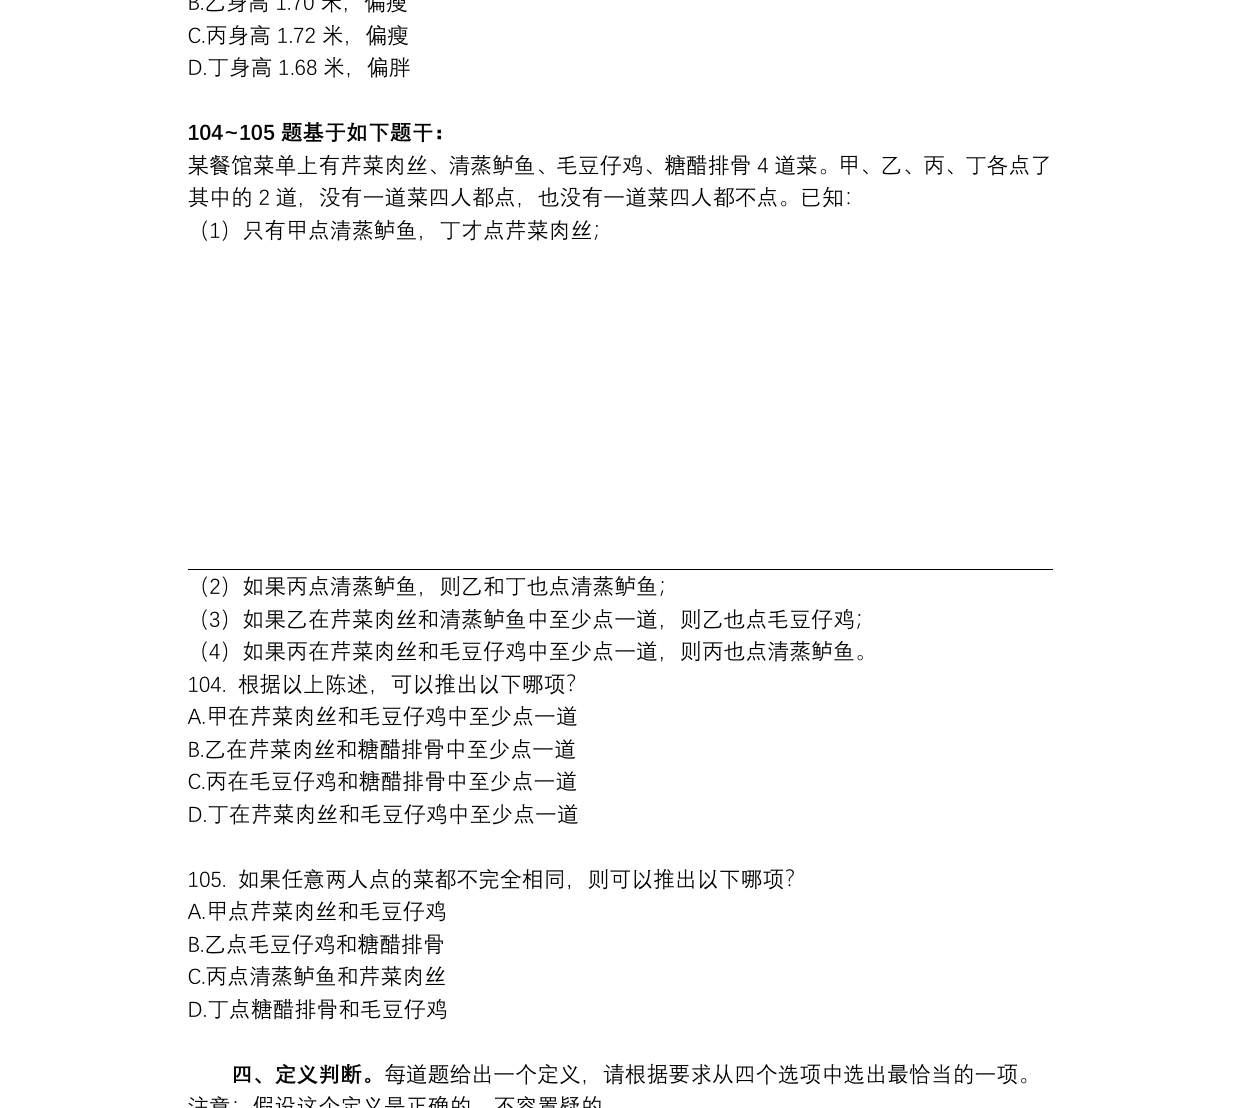 B.乙身高 1.70 米，偏瘦
C.丙身高 1.72 米，偏瘦
D.丁身高 1.68 米，偏胖
104~105 题基于如下题干：
某餐馆菜单上有芹菜肉丝、清蒸鲈鱼、毛豆仔鸡、糖醋排骨 4 道菜。甲、乙、丙、丁各点了
其中的 2 道，没有一道菜四人都点，也没有一道菜四人都不点。已知：
（1）只有甲点清蒸鲈鱼，丁才点芹菜肉丝；
（2）如果丙点清蒸鲈鱼，则乙和丁也点清蒸鲈鱼；
（3）如果乙在芹菜肉丝和清蒸鲈鱼中至少点一道，则乙也点毛豆仔鸡；
（4）如果丙在芹菜肉丝和毛豆仔鸡中至少点一道，则丙也点清蒸鲈鱼。
104. 根据以上陈述，可以推出以下哪项？
A.甲在芹菜肉丝和毛豆仔鸡中至少点一道
B.乙在芹菜肉丝和糖醋排骨中至少点一道
C.丙在毛豆仔鸡和糖醋排骨中至少点一道
D.丁在芹菜肉丝和毛豆仔鸡中至少点一道
105. 如果任意两人点的菜都不完全相同，则可以推出以下哪项？
A.甲点芹菜肉丝和毛豆仔鸡
B.乙点毛豆仔鸡和糖醋排骨
C.丙点清蒸鲈鱼和芹菜肉丝
D.丁点糖醋排骨和毛豆仔鸡
四、定义判断。每道题给出一个定义，请根据要求从四个选项中选出最恰当的一项。
注意：假设这个定义是正确的，不容置疑的